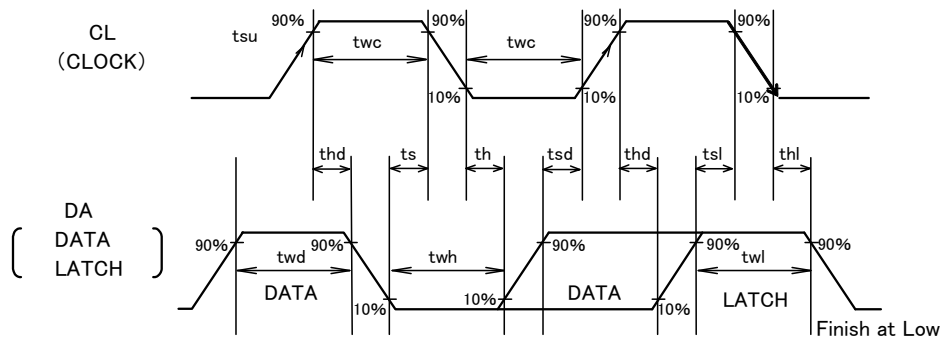 CL
(CLOCK)
tsu
90%
twc
90%
twc
90%
90%
10%
10%
10%
thd
ts
th
tsd
thd
tsl
thl
DA
DATA
LATCH
90%
90%
90%
90%
90%
twd
twh
twl
DATA
10%
10%
DATA
10%
LATCH
Finish at Low